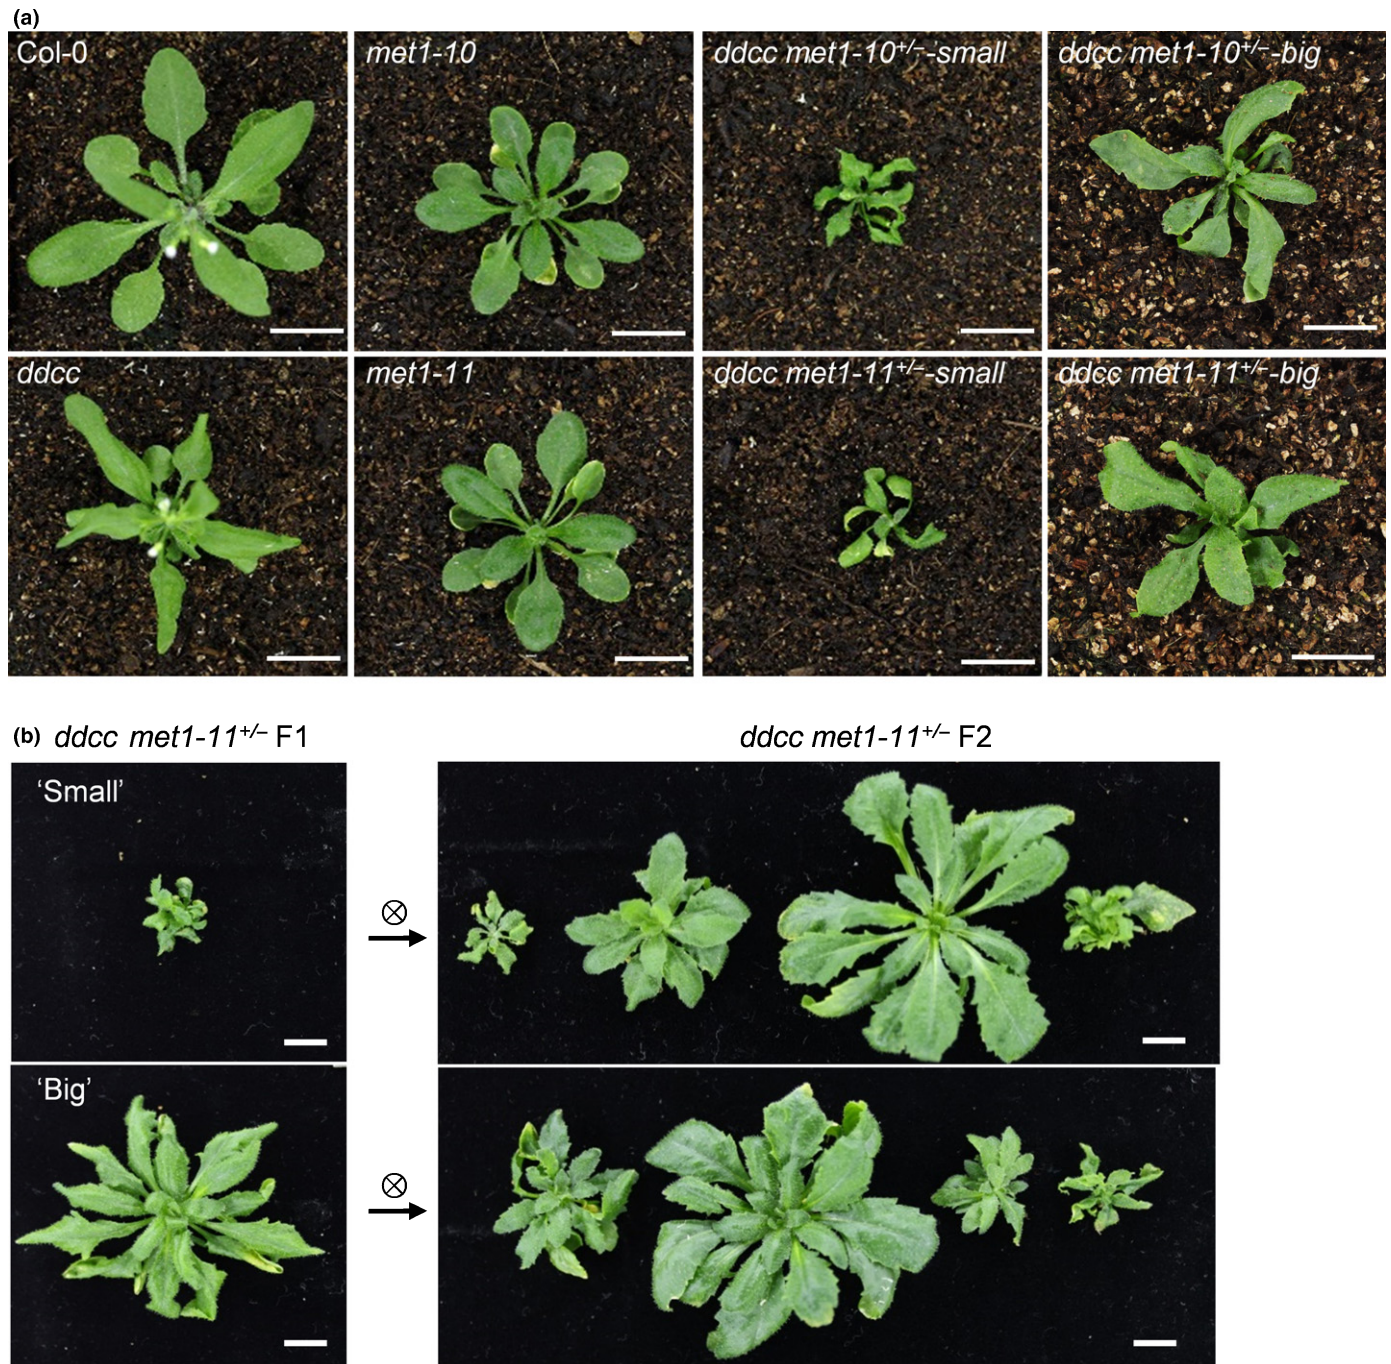 (a)
Col-0
met1-10
ddcc met1-10+/–-small
ddcc met1-10+/–-big
ddcc
met1-11
ddcc met1-11+/–-small
ddcc met1-11+/–-big
(b) ddcc met1-11+/– F1
ddcc met1-11+/– F2
‘Small’
‘Big’